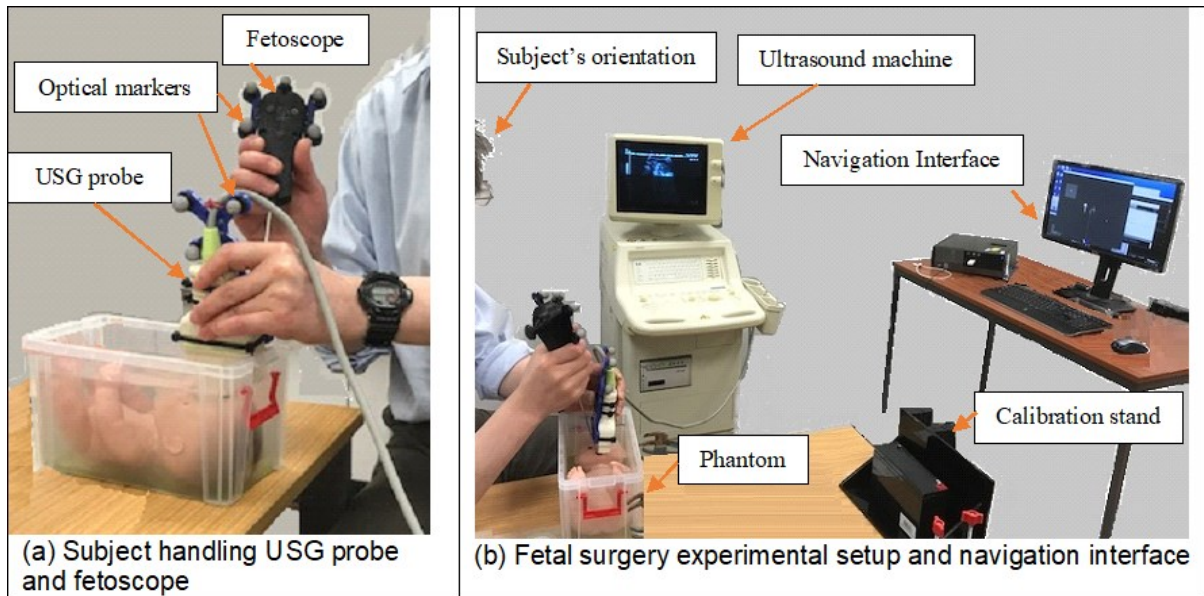 Fetoscope
Optical markers
USG probe
(a) Subject handling USG probe
and fetoscope
Subject's orientation
Ultrasound machine
Navigation Interface
Calibration stand
Phantom
(b) Fetal surgery experimental setup and navigation interface